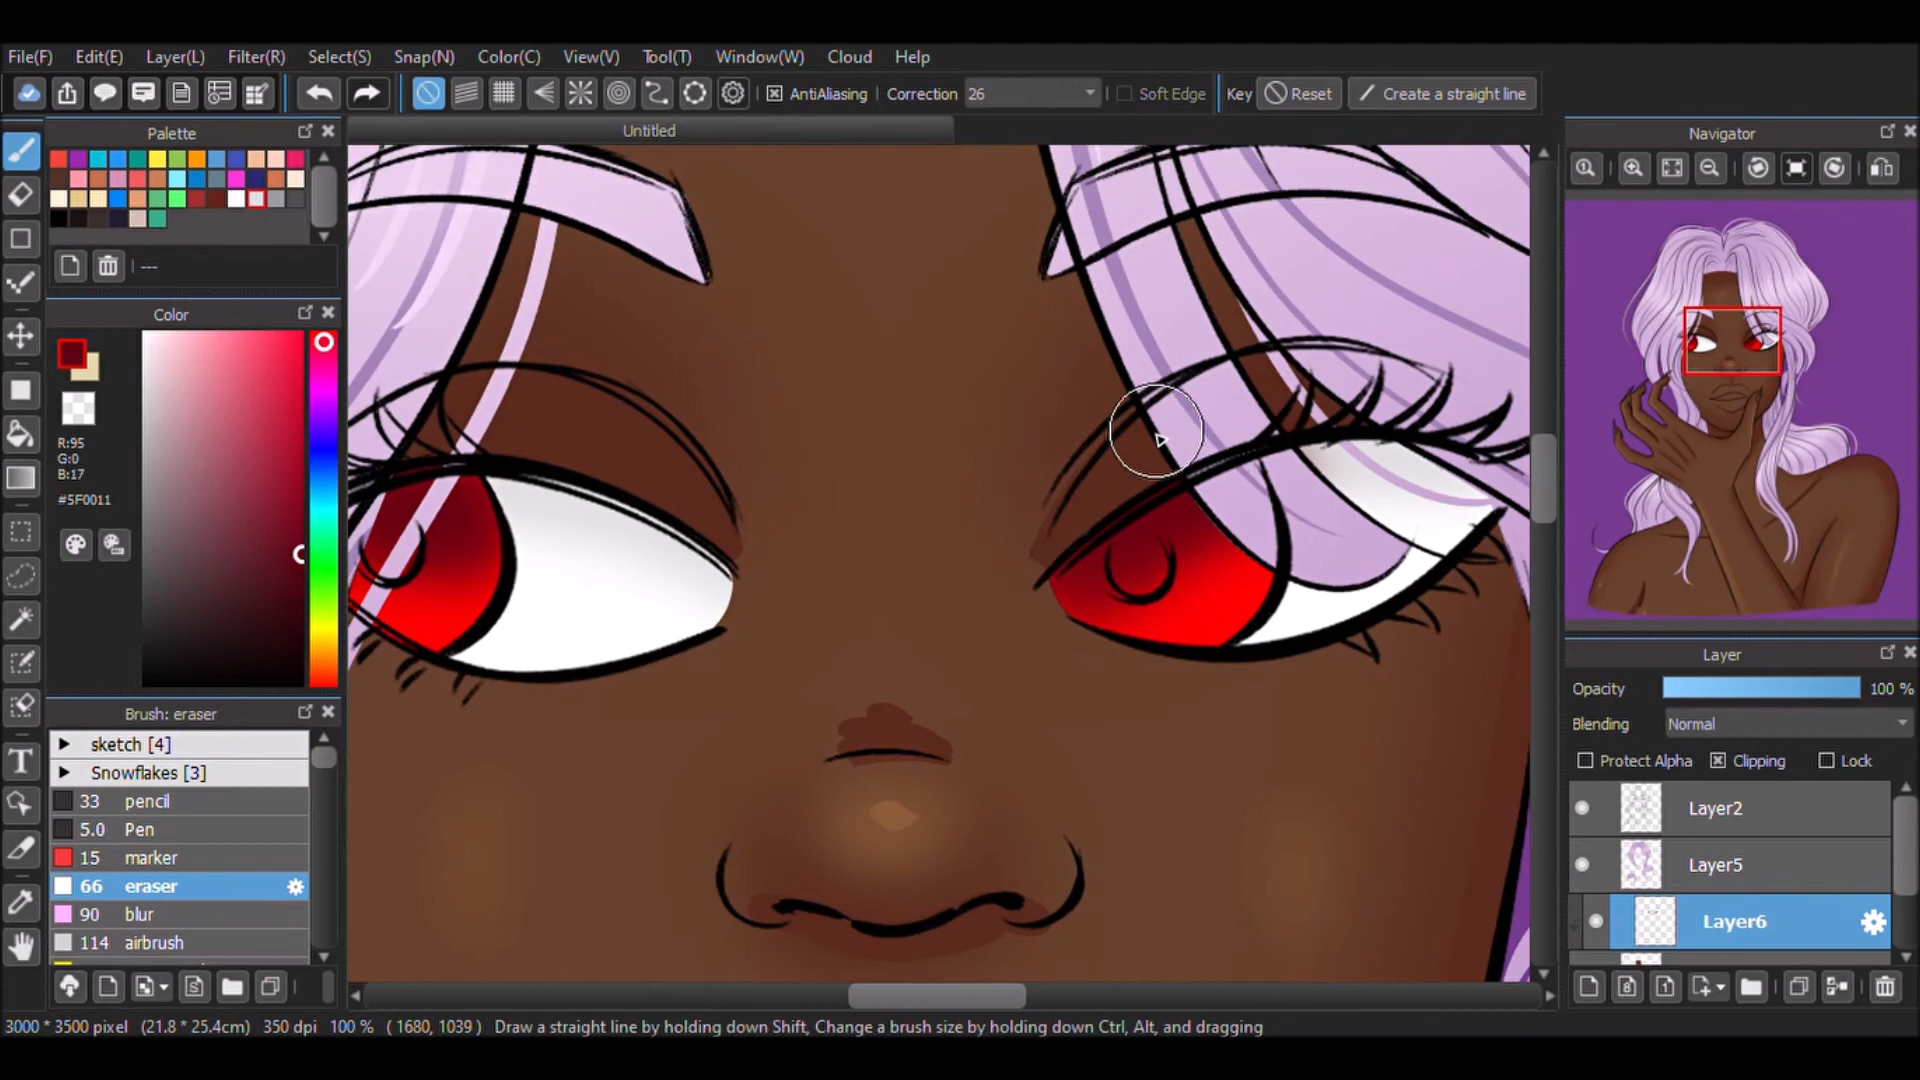 File(F) Edit(E) Layer(L) Filter(R) Select(S) Snap(N) Color(C) View(V) Tool(T) Window(W) Cloud Help
AntiAliasing Correction 26 Soft Edge Key Reset Create a straight line
Palette
---
Color
R:95
G:0
B:17
#5F0011
Brush: eraser
sketch [4]
Snowflakes [3]
33 pencil
5.0 Pen
15 marker
66 eraser
90 blur
114 airbrush
Untitled
Navigator
Layer
Opacity 100 %
Blending Normal
Protect Alpha Clipping Lock
Layer2
Layer5
Layer6
3000 * 3500 pixel (21.8 * 25.4cm) 350 dpi 100 % ( 1680, 1039 ) Draw a straight line by holding down Shift, Change a brush size by holding down Ctrl, Alt, and dragging